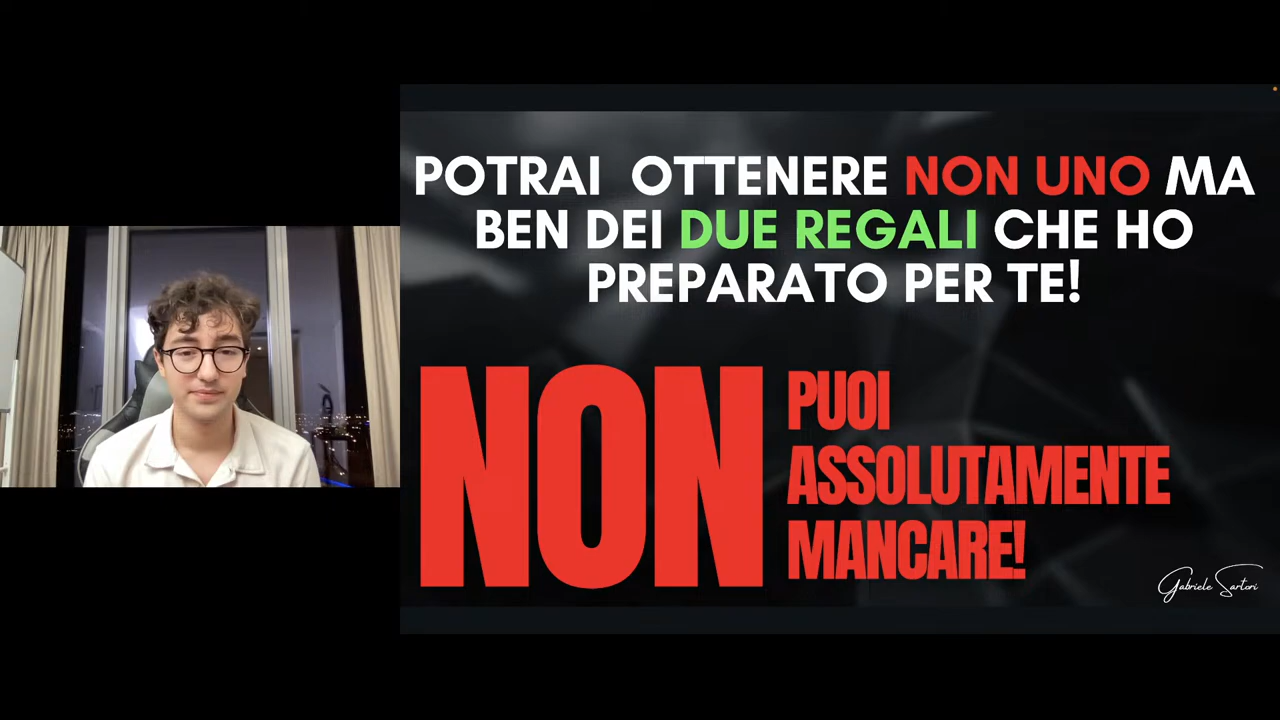 POTRAI OTTENERE NON UNO MA
BEN DEI DUE REGALI CHE HO
PREPARATO PER TE!
NON
PUOI
ASSOLUTAMENTE
MANCARE!
Gabriele Sartori